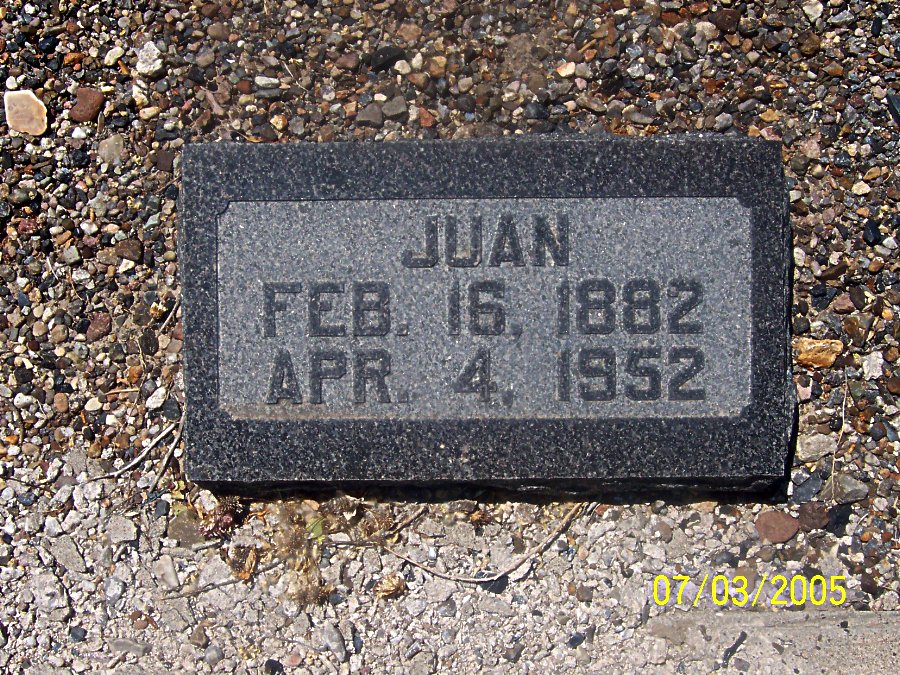 JUAN
FEB. 16, 1882
APR. 4, 1952
07/03/2005